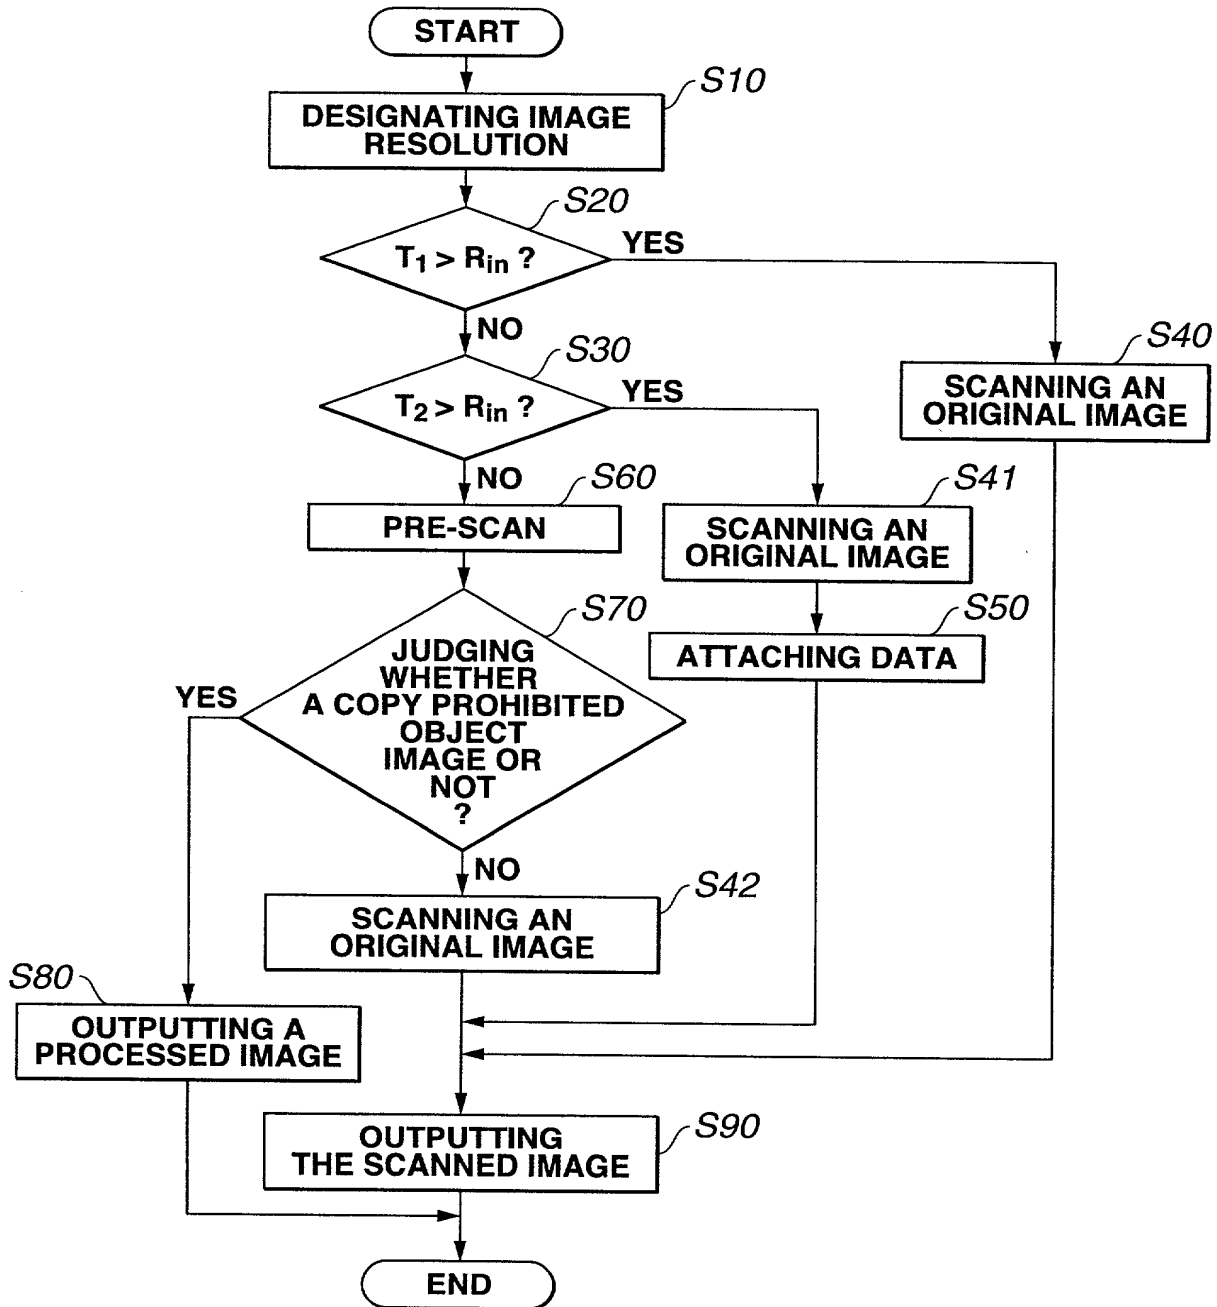 START
S10
DESIGNATING IMAGE
RESOLUTION
S20
T1 > Rin ?
YES
NO
S30
T2 > Rin ?
YES
S40
SCANNING AN
ORIGINAL IMAGE
NO
S60
PRE-SCAN
S41
SCANNING AN
ORIGINAL IMAGE
S70
JUDGING
WHETHER
A COPY PROHIBITED
OBJECT
IMAGE OR
NOT
?
YES
S50
ATTACHING DATA
NO
S42
SCANNING AN
ORIGINAL IMAGE
S80
OUTPUTTING A
PROCESSED IMAGE
S90
OUTPUTTING
THE SCANNED IMAGE
END